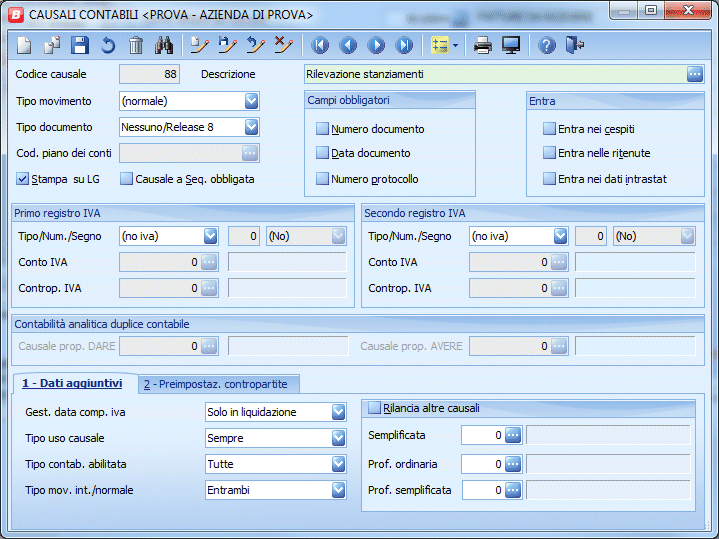 CAUSALI CONTABILI <PROVA - AZIENDA DI PROVA>
Codice causale 88 Descrizione Rilevazione stanziamenti
Tipo movimento (normale)
Tipo documento Nessuno/Release 8
Cod. piano dei conti
Stampa su LG Causale a Seq. obbligata
Campi obbligatori
Numero documento
Data documento
Numero protocollo
Entra
Entra nei cespiti
Entra nelle ritenute
Entra nei dati intrastat
Primo registro IVA
Tipo/Num./Segno (no iva) 0 (No)
Conto IVA 0
Controp. IVA 0
Secondo registro IVA
Tipo/Num./Segno (no iva) 0 (No)
Conto IVA 0
Controp. IVA 0
Contabilità analitica duplice contabile
Causale prop. DARE 0 Causale prop. AVERE 0
1 - Dati aggiuntivi 2 - Preimpostaz. contropartite
Gest. data comp. iva Solo in liquidazione
Tipo uso causale Sempre
Tipo contab. abilitata Tutte
Tipo mov. int./normale Entrambi
Rilancia altre causali
Semplificata 0
Prof. ordinaria 0
Prof. semplificata 0